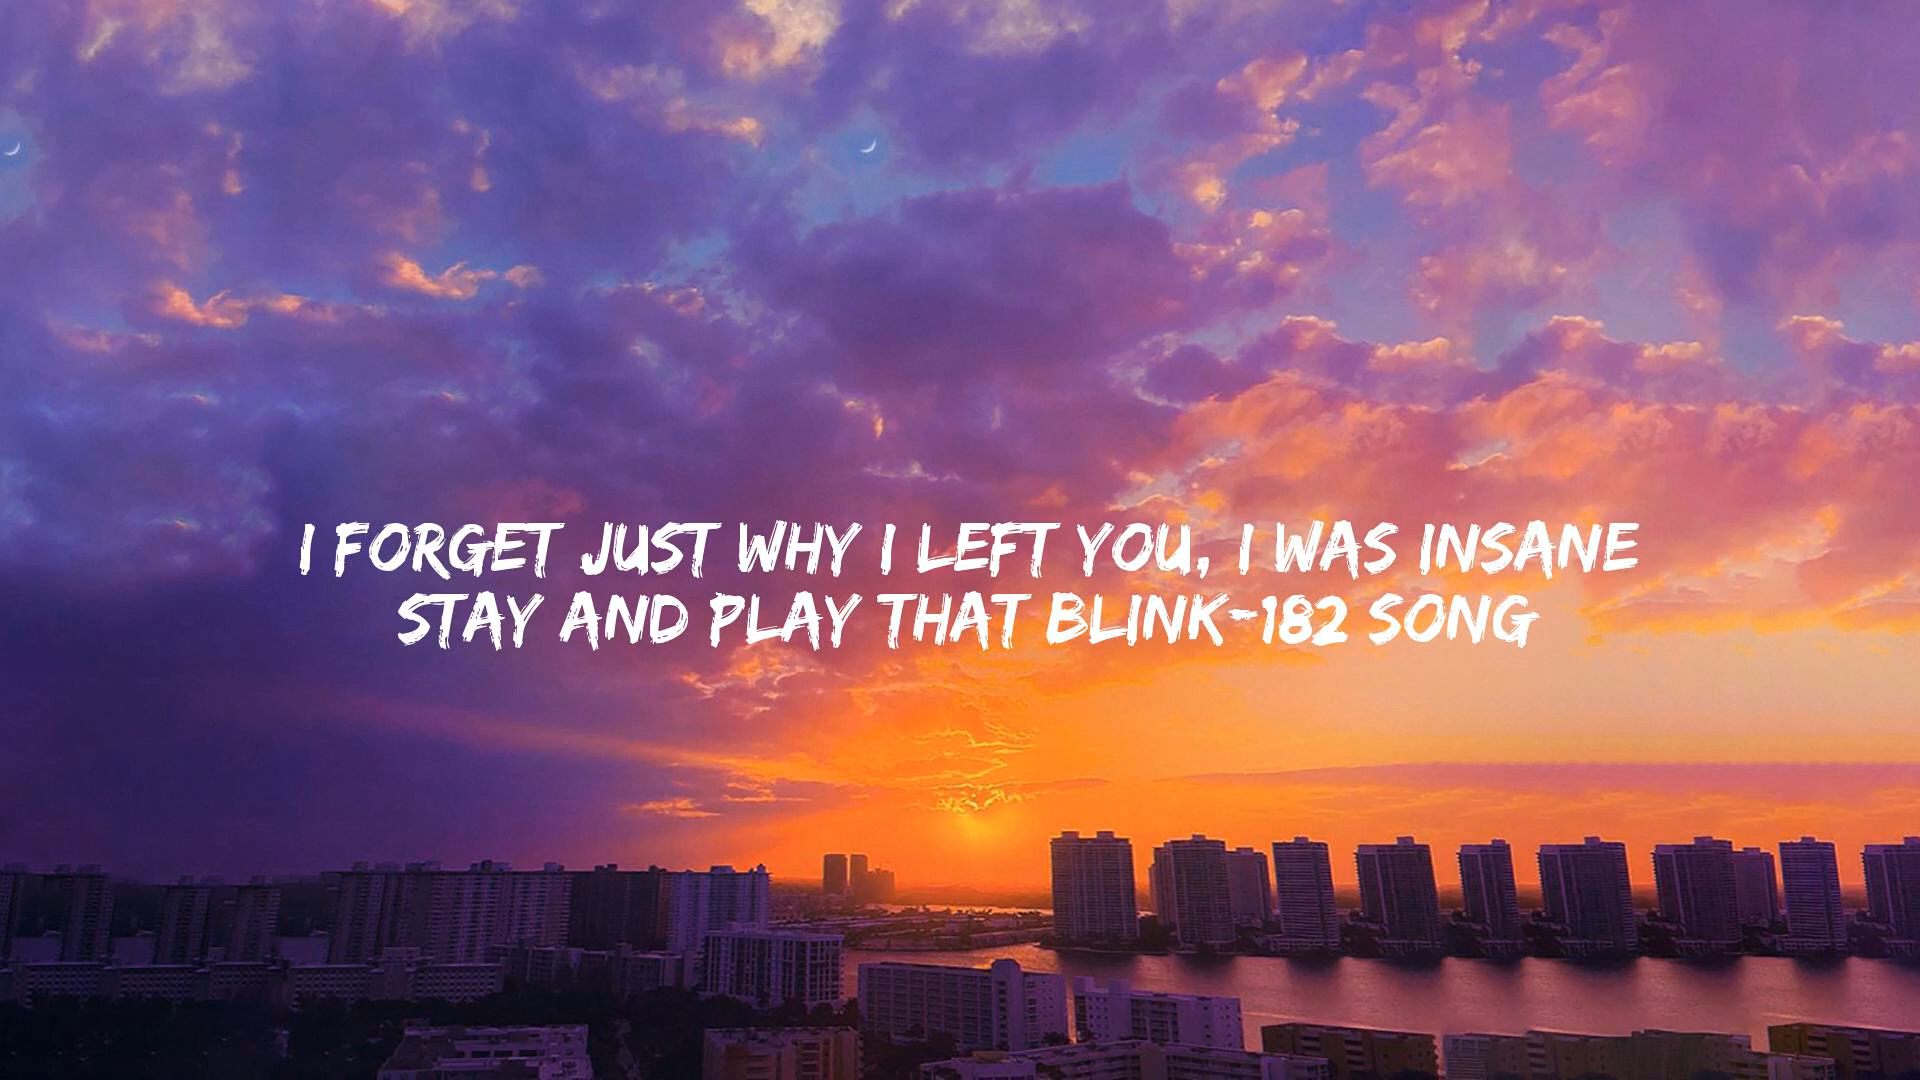 I FORGET JUST WHY I LEFT YOU, I WAS INSANE
STAY AND PLAY THAT BLINK-182 SONG